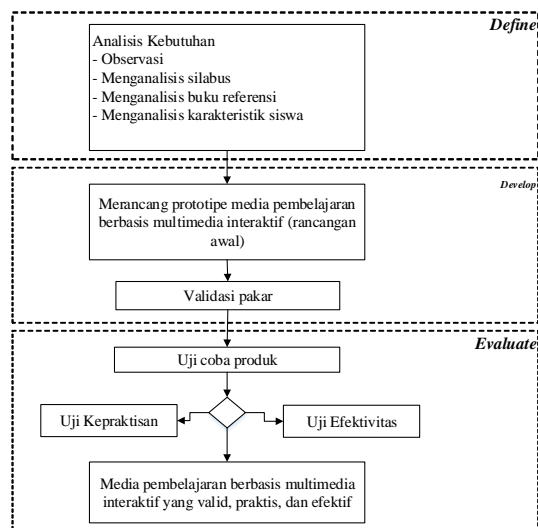 Define
Analisis Kebutuhan
- Observasi
- Menganalisis silabus
- Menganalisis buku referensi
- Menganalisis karakteristik siswa
Develop
Merancang prototipe media pembelajaran
berbasis multimedia interaktif (rancangan
awal)
Validasi pakar
Evaluate
Uji coba produk
Uji Kepraktisan
Uji Efektivitas
Media pembelajaran berbasis multimedia
interaktif yang valid, praktis, dan efektif